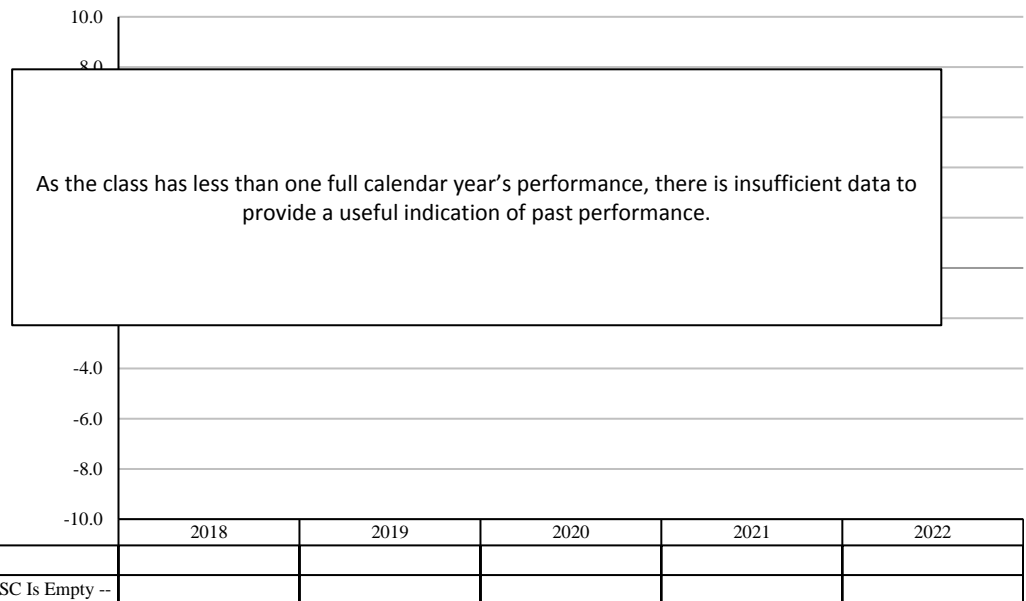 10.0
8.0
As the class has less than one full calendar year’s performance, there is insufficient data to
provide a useful indication of past performance.
-4.0
-6.0
-8.0
-10.0
2018 2019 2020 2021 2022
SC Is Empty --